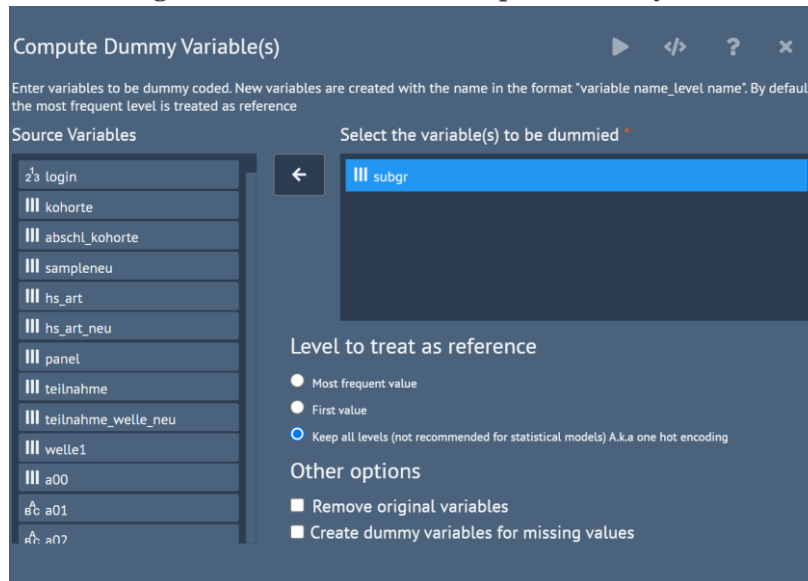 Compute Dummy Variable(s)
</>
?
×
Enter variables to be dummy coded. New variables are created with the name in the format "variable name_level name". By defaul
the most frequent level is treated as reference
Source Variables
Select the variable(s) to be dummied *
login
subgr
kohorte
abschl_kohorte
sampleneu
hs_art
hs_art_neu
panel
teilnahme
teilnahme_welle_neu
welle1
a00
a01
a02
Level to treat as reference
Most frequent value
First value
Keep all levels (not recommended for statistical models) A.k.a one hot encoding
Other options
Remove original variables
Create dummy variables for missing values